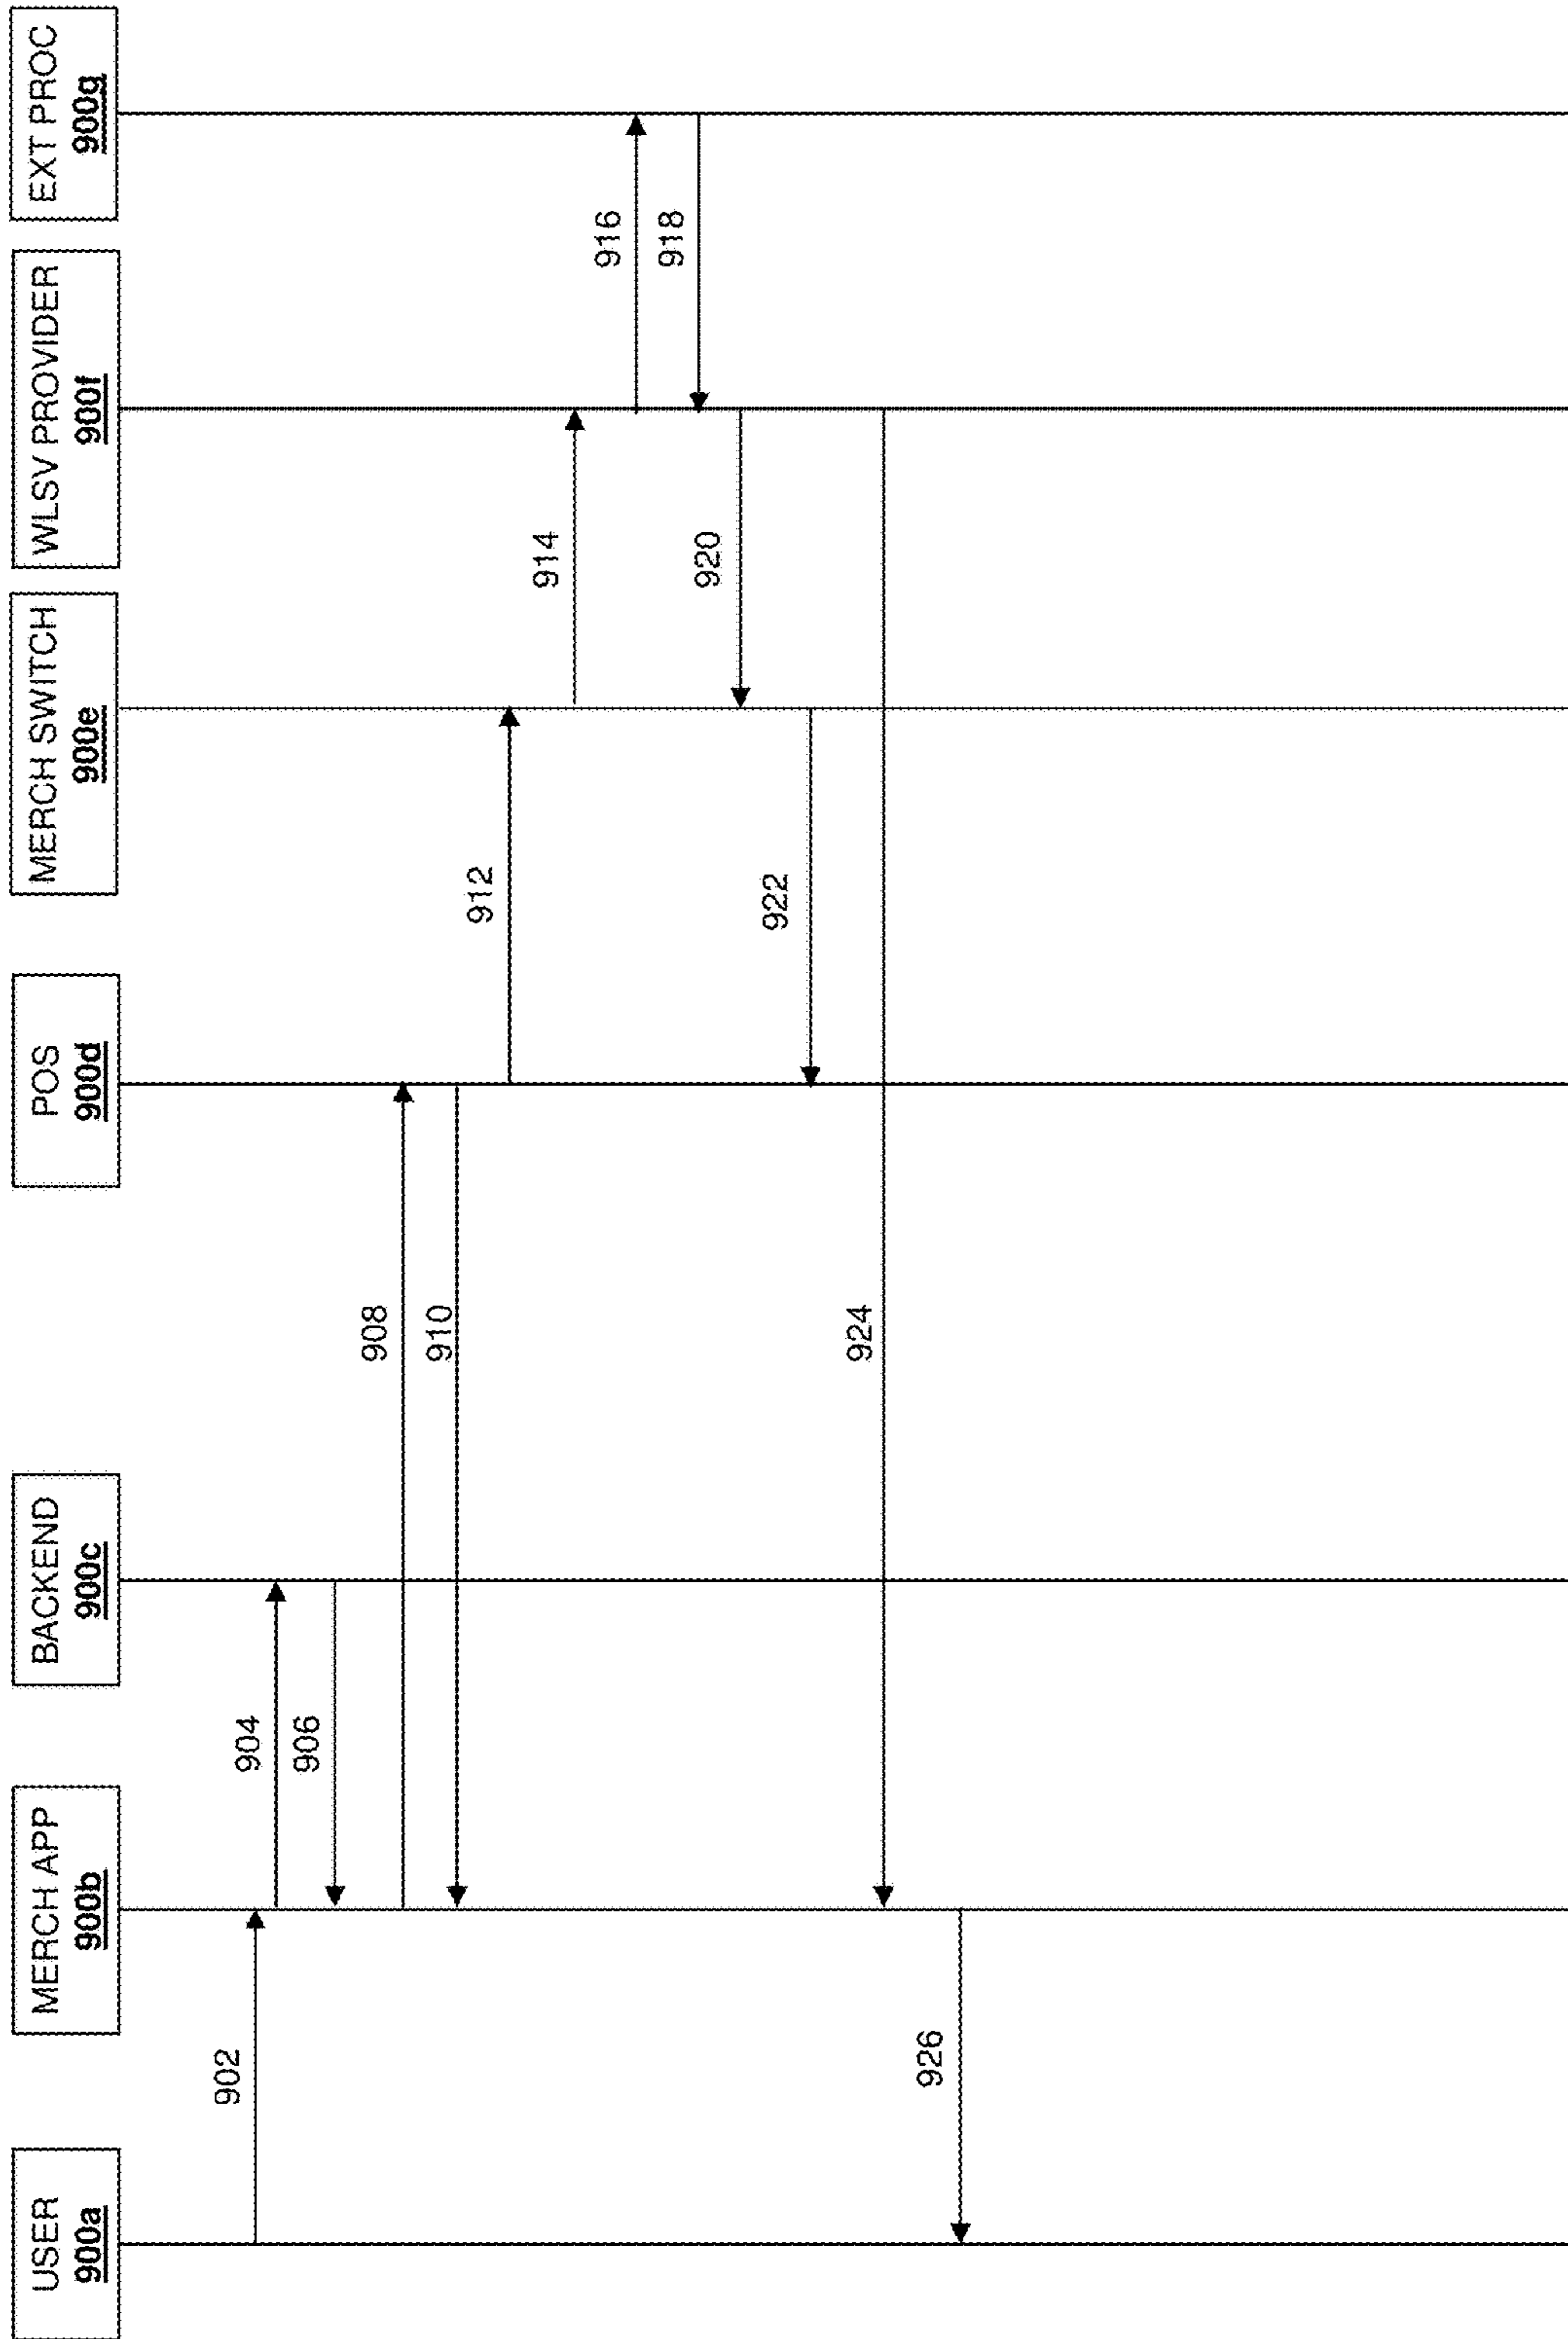 USER
900a
MERCH APP
900b
BACKEND
900c
POS
900d
MERCH SWITCH
900e
WLSV PROVIDER
900f
EXT PROC
900g
902
904
906
908
910
912
914
916
918
920
922
924
926